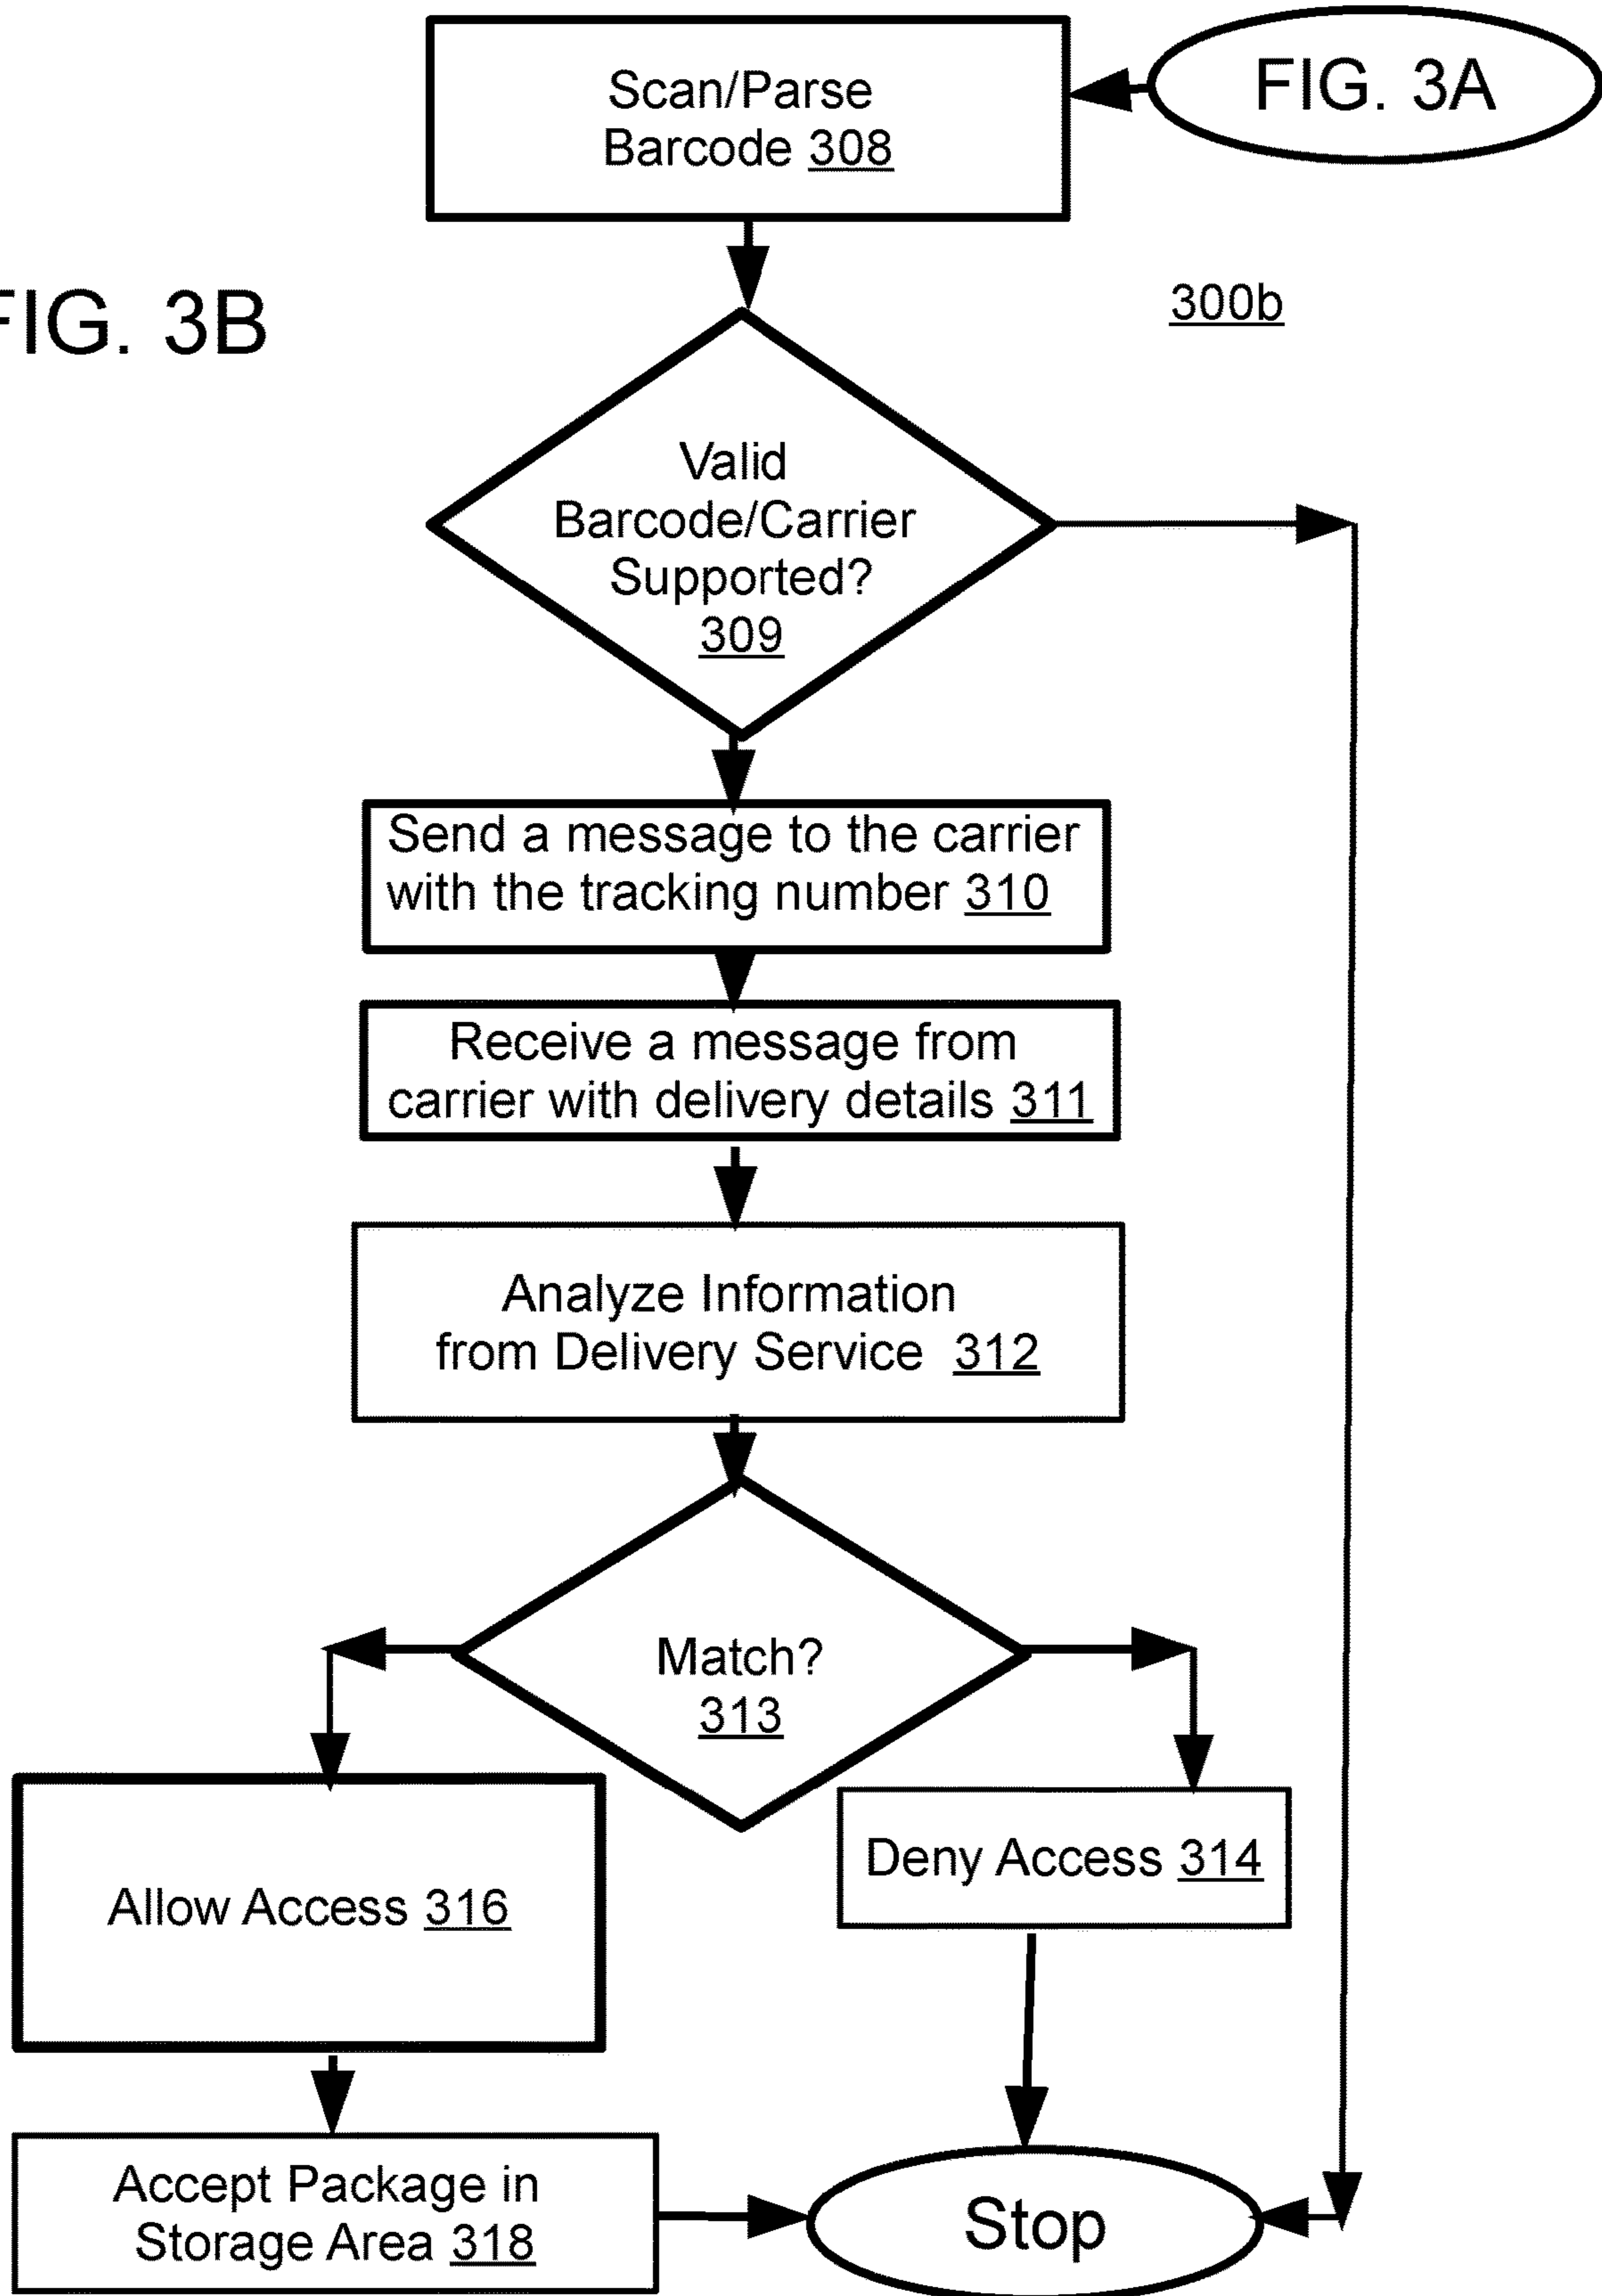 Scan/Parse
Barcode 308
FIG. 3A
FIG. 3B
300b
Valid
Barcode/Carrier
Supported?
309
Send a message to the carrier
with the tracking number 310
Receive a message from
carrier with delivery details 311
Analyze Information
from Delivery Service 312
Match?
313
Allow Access 316
Deny Access 314
Accept Package in
Storage Area 318
Stop